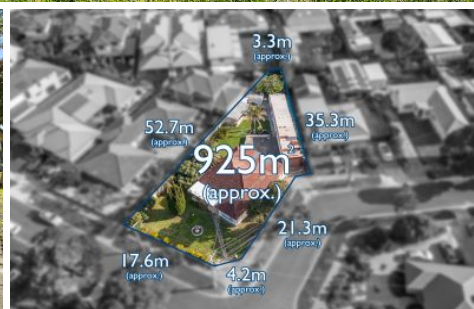 3.3m
(approx.)
52.7m
(approx.)
35.3m
(approx.)
925m²
(approx.)
21.3m
(approx.)
17.6m
(approx.)
4.2m
(approx.)